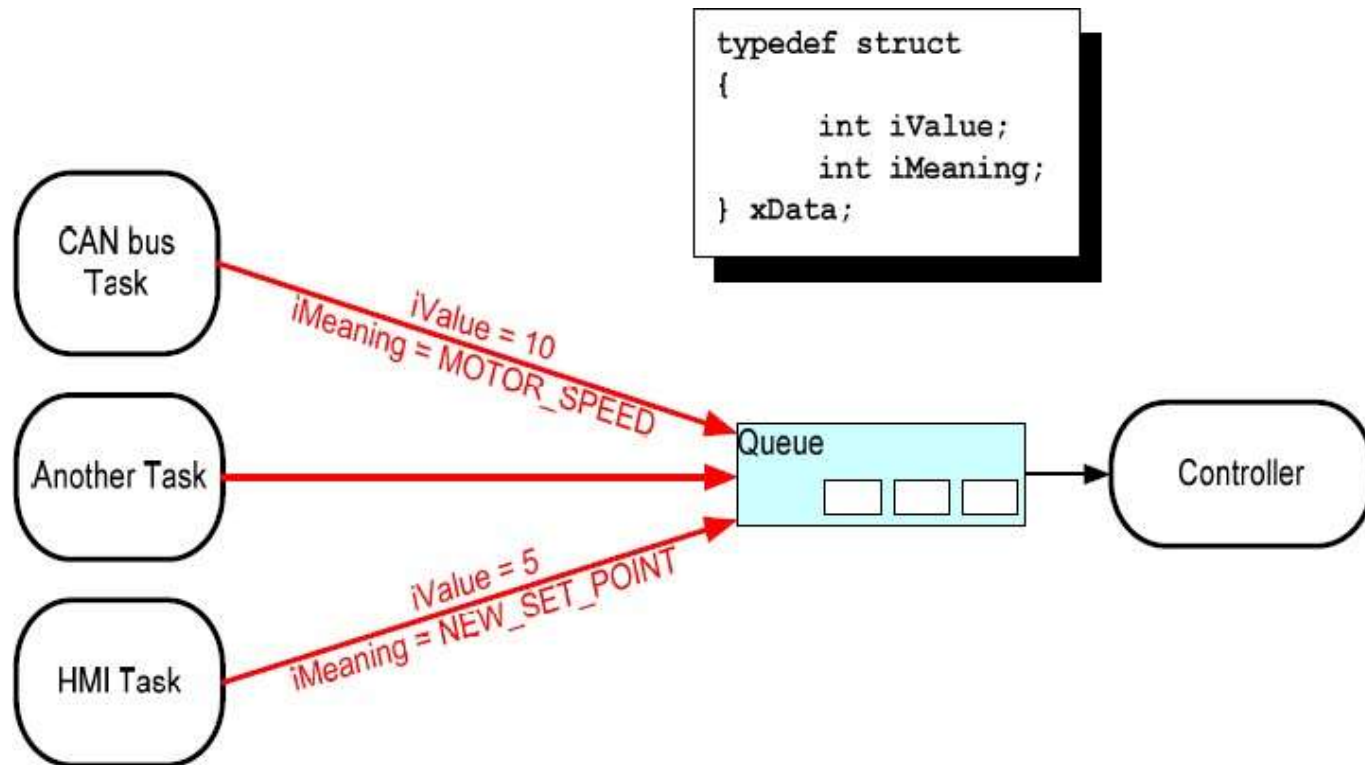 typedef struct
{
int iValue;
int iMeaning;
} xData;
CAN bus
Task
iValue = 10
iMeaning = MOTOR_SPEED
Another Task
Queue
Controller
iValue = 5
iMeaning = NEW_SET_POINT
HMI Task